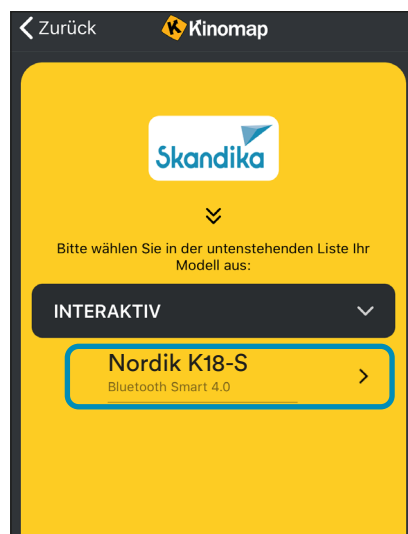 Zurück
Kinomap
Skandika
Bitte wählen Sie in der untenstehenden Liste Ihr
Modell aus:
INTERAKTIV
Nordik K18-S
Bluetooth Smart 4.0